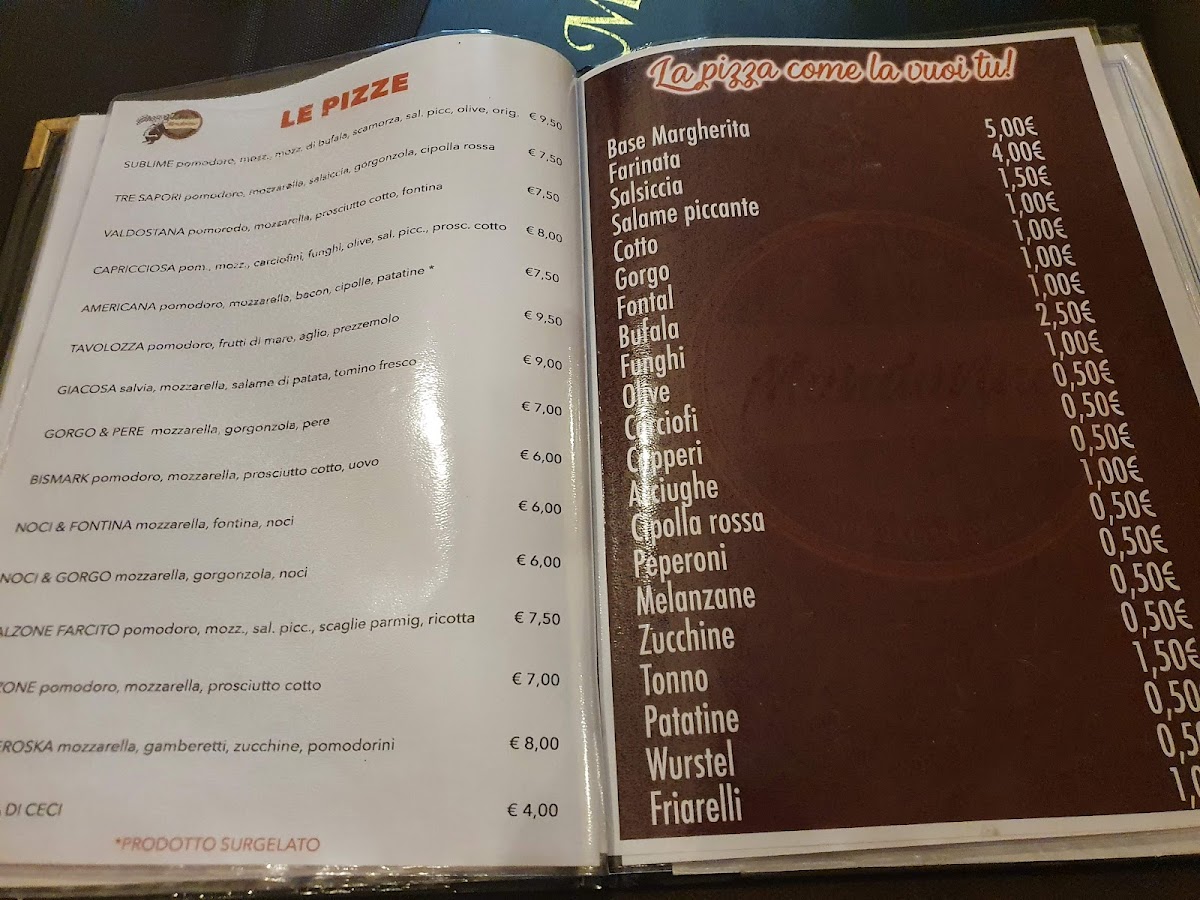 LE PIZZE
SUBLIME pomodoro, mozz., mozz. di bufala, scamorza, sal. picc, olive, orig. € 9,50
TRE SAPORI pomodoro, mozzarella, salsiccia, gorgonzola, cipolla rossa € 7,50
VALDOSTANA pomorodo, mozzarella, prosciutto cotto, fontina €7,50
CAPRICCIOSA pom., mozz., carciofini, funghi, olive, sal. picc., prosc. cotto € 8,00
AMERICANA pomodoro, mozzarella, bacon, cipolle, patatine * €7,50
TAVOLOZZA pomodoro, frutti di mare, aglio, prezzemolo € 9,50
GIACOSA salvia, mozzarella, salame di patata, tomino fresco € 9,00
GORGO & PERE mozzarella, gorgonzola, pere € 7,00
BISMARK pomodoro, mozzarella, prosciutto cotto, uovo € 6,00
NOCI & FONTINA mozzarella, fontina, noci € 6,00
NOCI & GORGO mozzarella, gorgonzola, noci € 6,00
ALZONE FARCITO pomodoro, mozz., sal. picc., scaglie parmig, ricotta € 7,50
ZONE pomodoro, mozzarella, prosciutto cotto € 7,00
EROSKA mozzarella, gamberetti, zucchine, pomodorini € 8,00
DI CECI € 4,00
*PRODOTTO SURGELATO
La pizza come la vuoi tù!
Base Margherita 5,00€
Farinata 4,00€
Salsiccia 1,50€
Salame piccante 1,00€
Cotto 1,00€
Gorgo 1,00€
Fontal 1,00€
Bufala 2,50€
Funghi 1,00€
Olive 0,50€
Carciofi 0,50€
Capperi 0,50€
Acciughe 1,00€
Cipolla rossa 0,50€
Peperoni 0,50€
Melanzane 0,50€
Zucchine 0,50€
Tonno 1,50€
Patatine 0,50
Wurstel 0,50
Friarelli 1,0